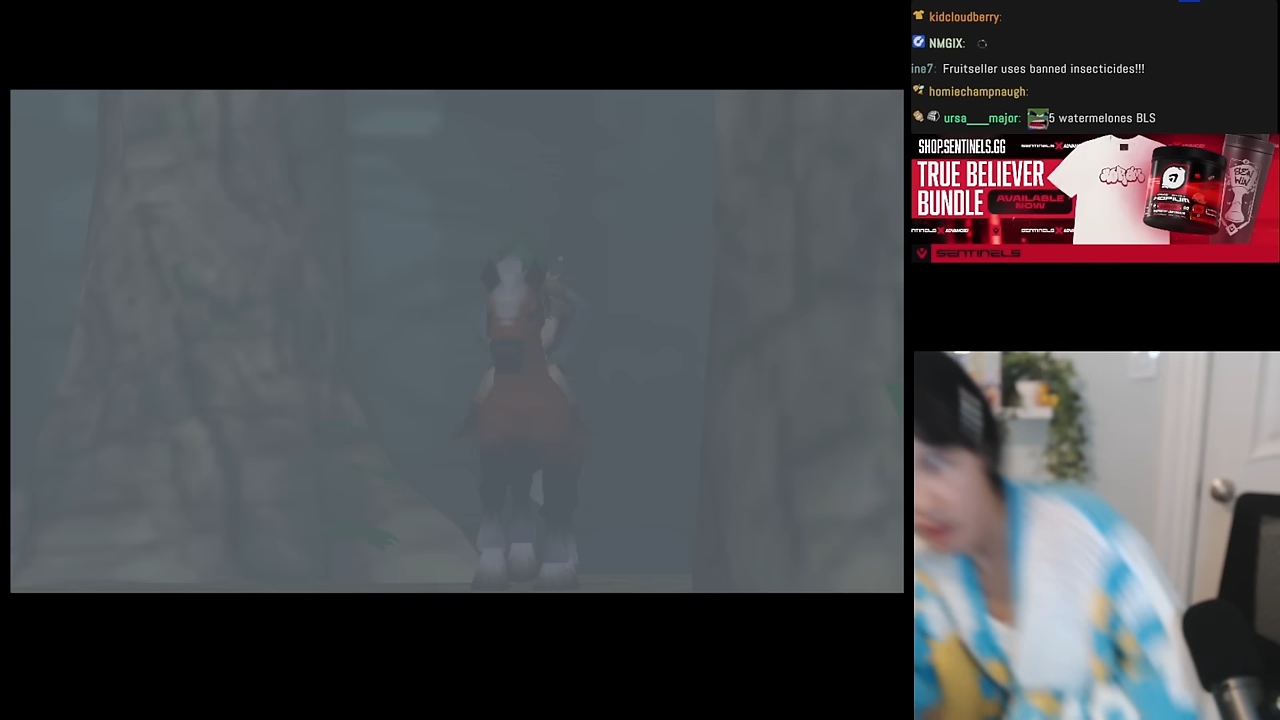 kidcloudberry:
NMGIX:
ine7: Fruitseller uses banned insecticides!!!
homiechampnaugh:
ursa___major: 5 watermelones BLS
SHOP.SENTINELS.GG
TRUE BELIEVER
BUNDLE AVAILABLE NOW
HOPIUM
SENTINELS